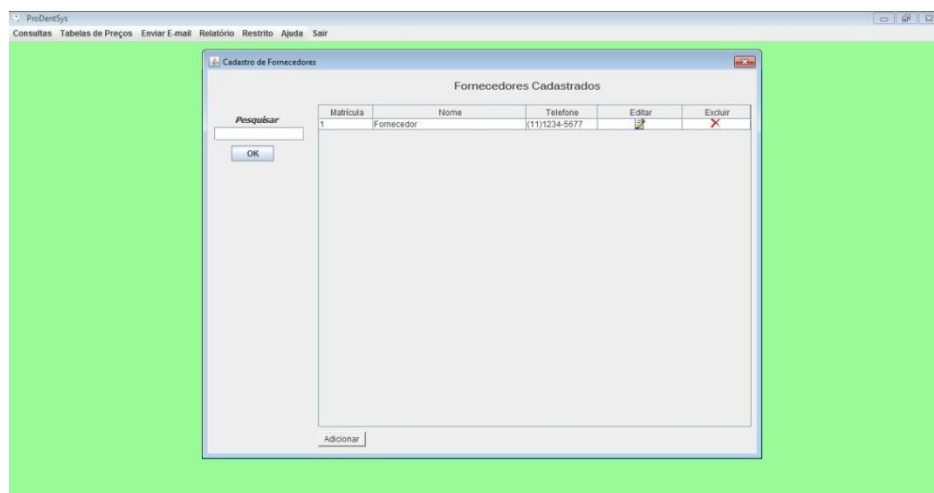 ProDentSys
Consultas Tabelas de Preços Enviar E-mail Relatório Restrito Ajuda Sair
Cadastro de Fornecedores
Fornecedores Cadastrados
Pesquisar
OK
Matrícula Nome Telefone Editar Excluir
1 Fornecedor (11)1234-5677
Adicionar